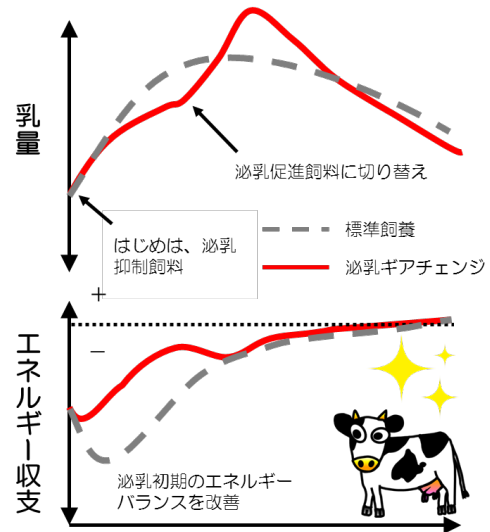 乳量
泌乳促進飼料に切り替え
はじめは、泌乳
抑制飼料
標準飼養
泌乳ギアチェンジ
+
−
エネルギー収支
泌乳初期のエネルギー
バランスを改善